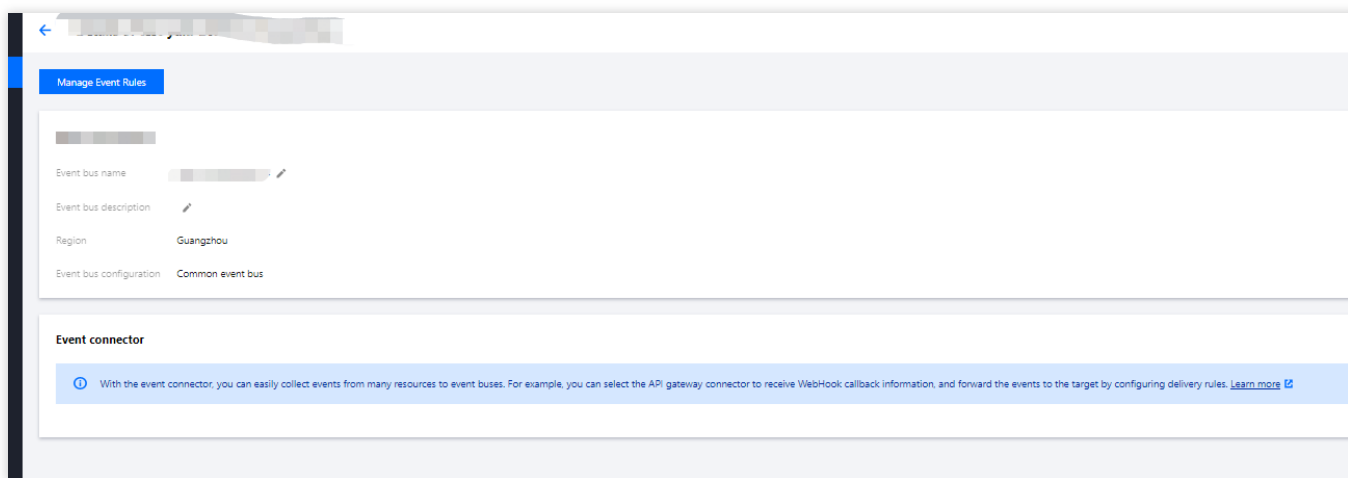 Manage Event Rules
Event bus name
Event bus description
Region Guangzhou
Event bus configuration Common event bus
Event connector
With the event connector, you can easily collect events from many resources to event buses. For example, you can select the API gateway connector to receive WebHook callback information, and forward the events to the target by configuring delivery rules. Learn more